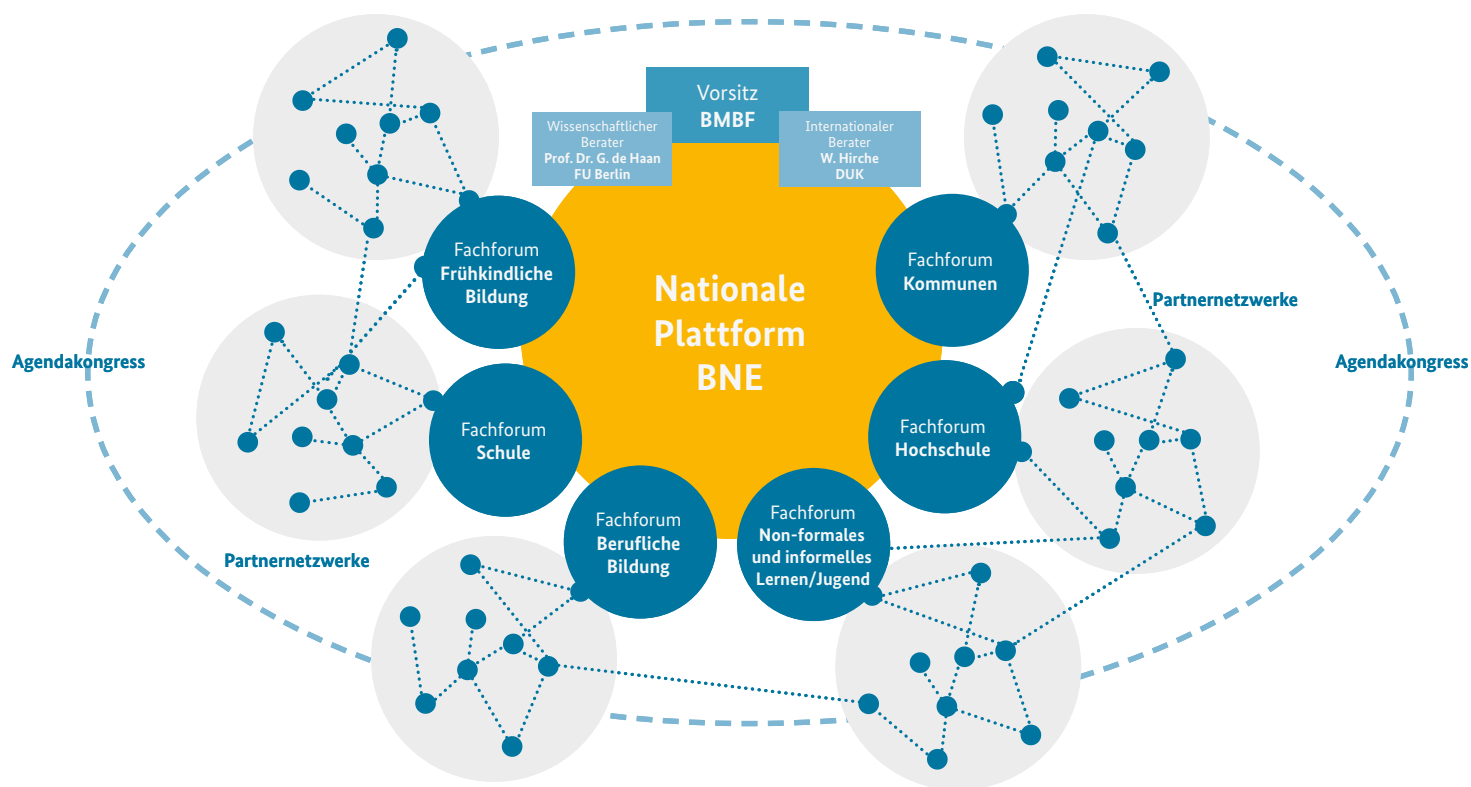 Vorsitz
BMBF
Wissenschaftlicher
Berater
Prof. Dr. G. de Haan
FU Berlin
Internationaler
Berater
W. Hirche
DUK
Fachforum
Frühkindliche
Bildung
Fachforum
Kommunen
Nationale
Plattform
BNE
Partnernetzwerke
Agendakongress
Agendakongress
Fachforum
Schule
Fachforum
Hochschule
Fachforum
Berufliche
Bildung
Fachforum
Non-formales
und informelles
Lernen/Jugend
Partnernetzwerke